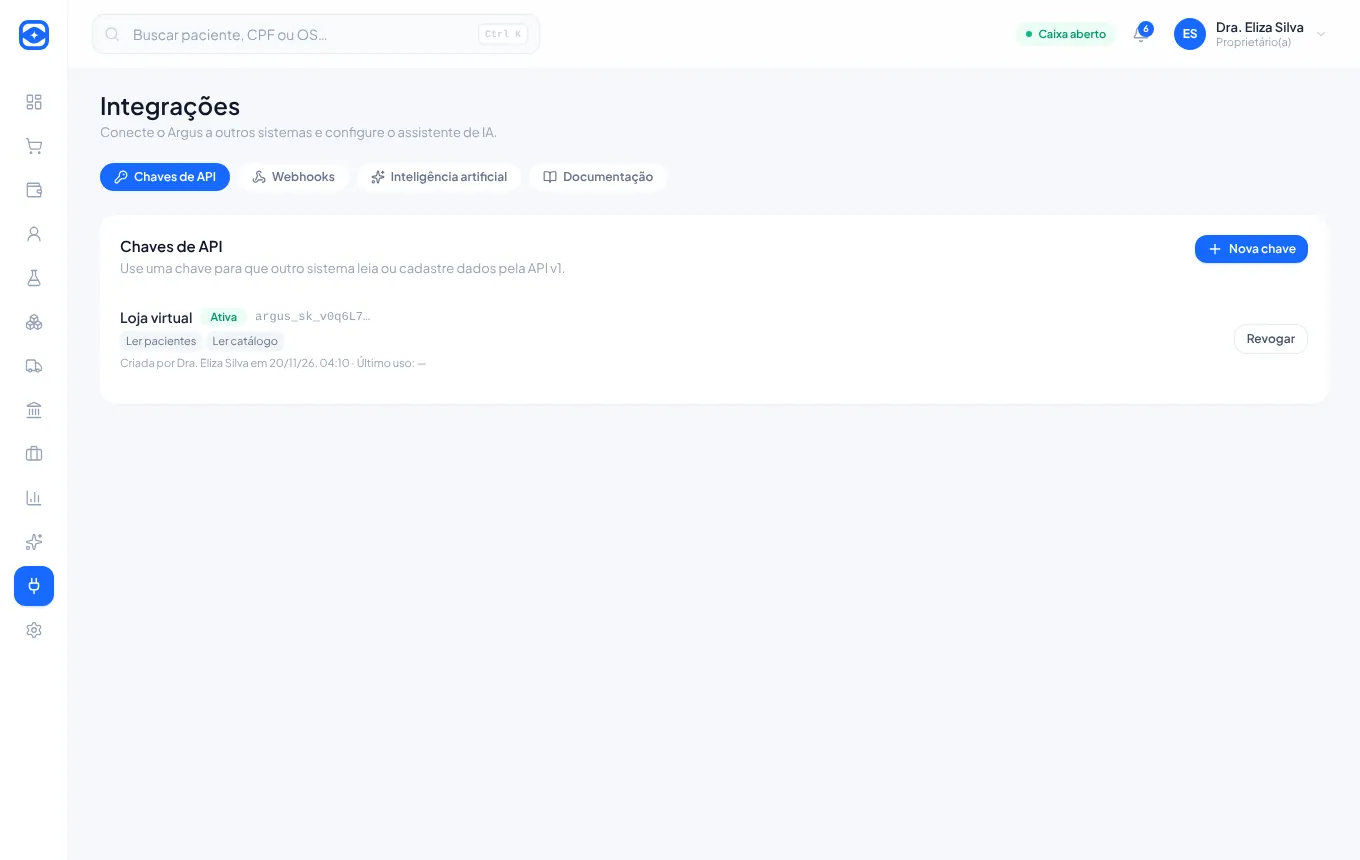 Buscar paciente, CPF ou OS...
Ctrl K
Caixa aberto
6
ES
Dra. Eliza Silva
Proprietário(a)
Integrações
Conecte o Argus a outros sistemas e configure o assistente de IA.
Chaves de API
Webhooks
Inteligência artificial
Documentação
Chaves de API
Use uma chave para que outro sistema leia ou cadastre dados pela API v1.
Nova chave
Loja virtual
Ativa
argus_sk_v0q6L7…
Ler pacientes
Ler catálogo
Criada por Dra. Eliza Silva em 20/11/26, 04:10 · Último uso: —
Revogar